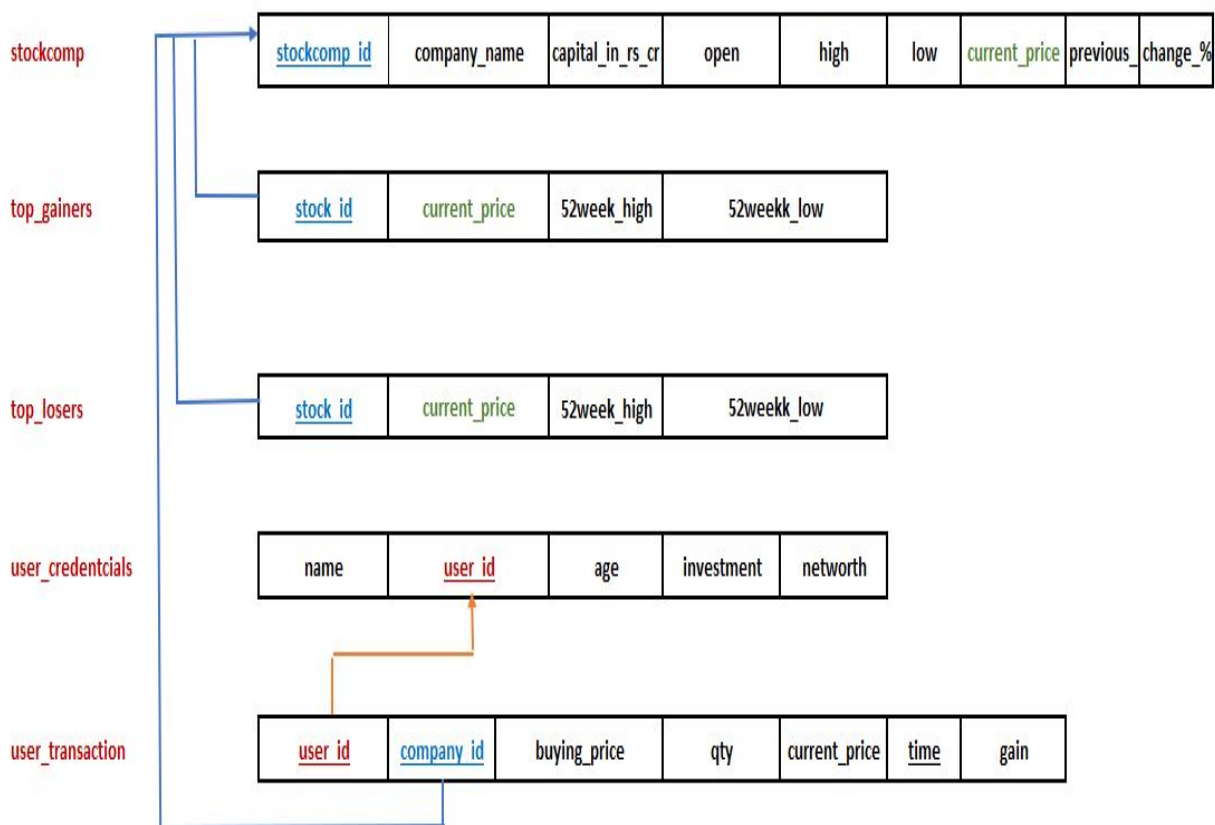 stockcomp stockcomp_id company_name capital_in_rs_cr open high low current_price previous_ change_%
top_gainers stock_id current_price 52week_high 52weekk_low
top_losers stock_id current_price 52week_high 52weekk_low
user_credentcials name user_id age investment networth
user_transaction user_id company_id buying_price qty current_price time gain